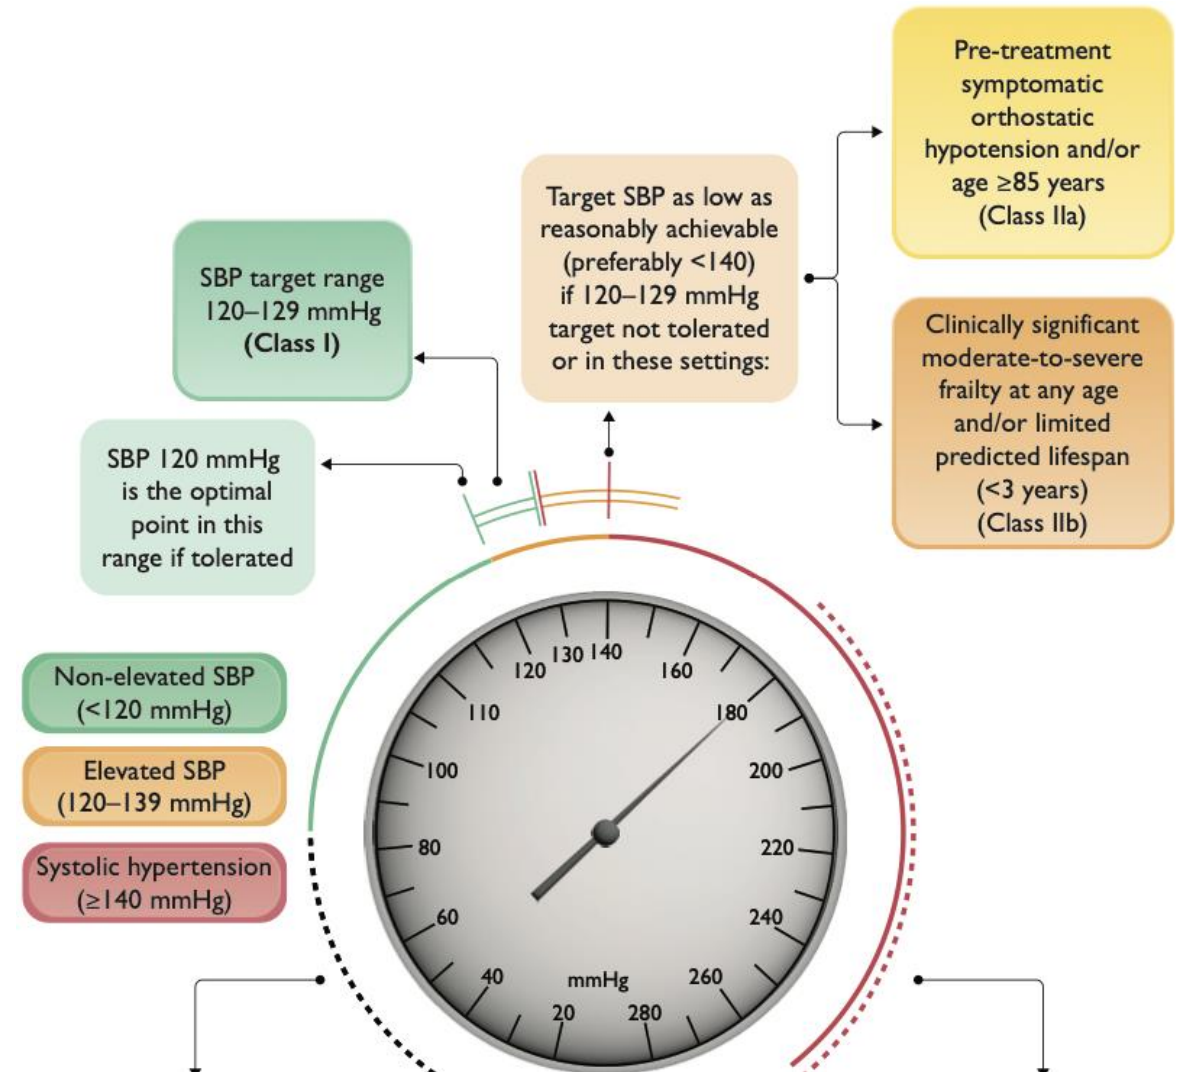 Pre-treatment
symptomatic
orthostatic
hypotension and/or
age ≥85 years
(Class IIa)
Target SBP as low as
reasonably achievable
(preferably <140)
if 120–129 mmHg
target not tolerated
or in these settings:
SBP target range
120–129 mmHg
(Class I)
Clinically significant
moderate-to-severe
frailty at any age
and/or limited
predicted lifespan
(<3 years)
(Class IIb)
SBP 120 mmHg
is the optimal
point in this
range if tolerated
Non-elevated SBP
(<120 mmHg)
Elevated SBP
(120–139 mmHg)
Systolic hypertension
(≥140 mmHg)
120 130 140 160
110 180
100 200
80 220
60 240
40 mmHg 260
20 280